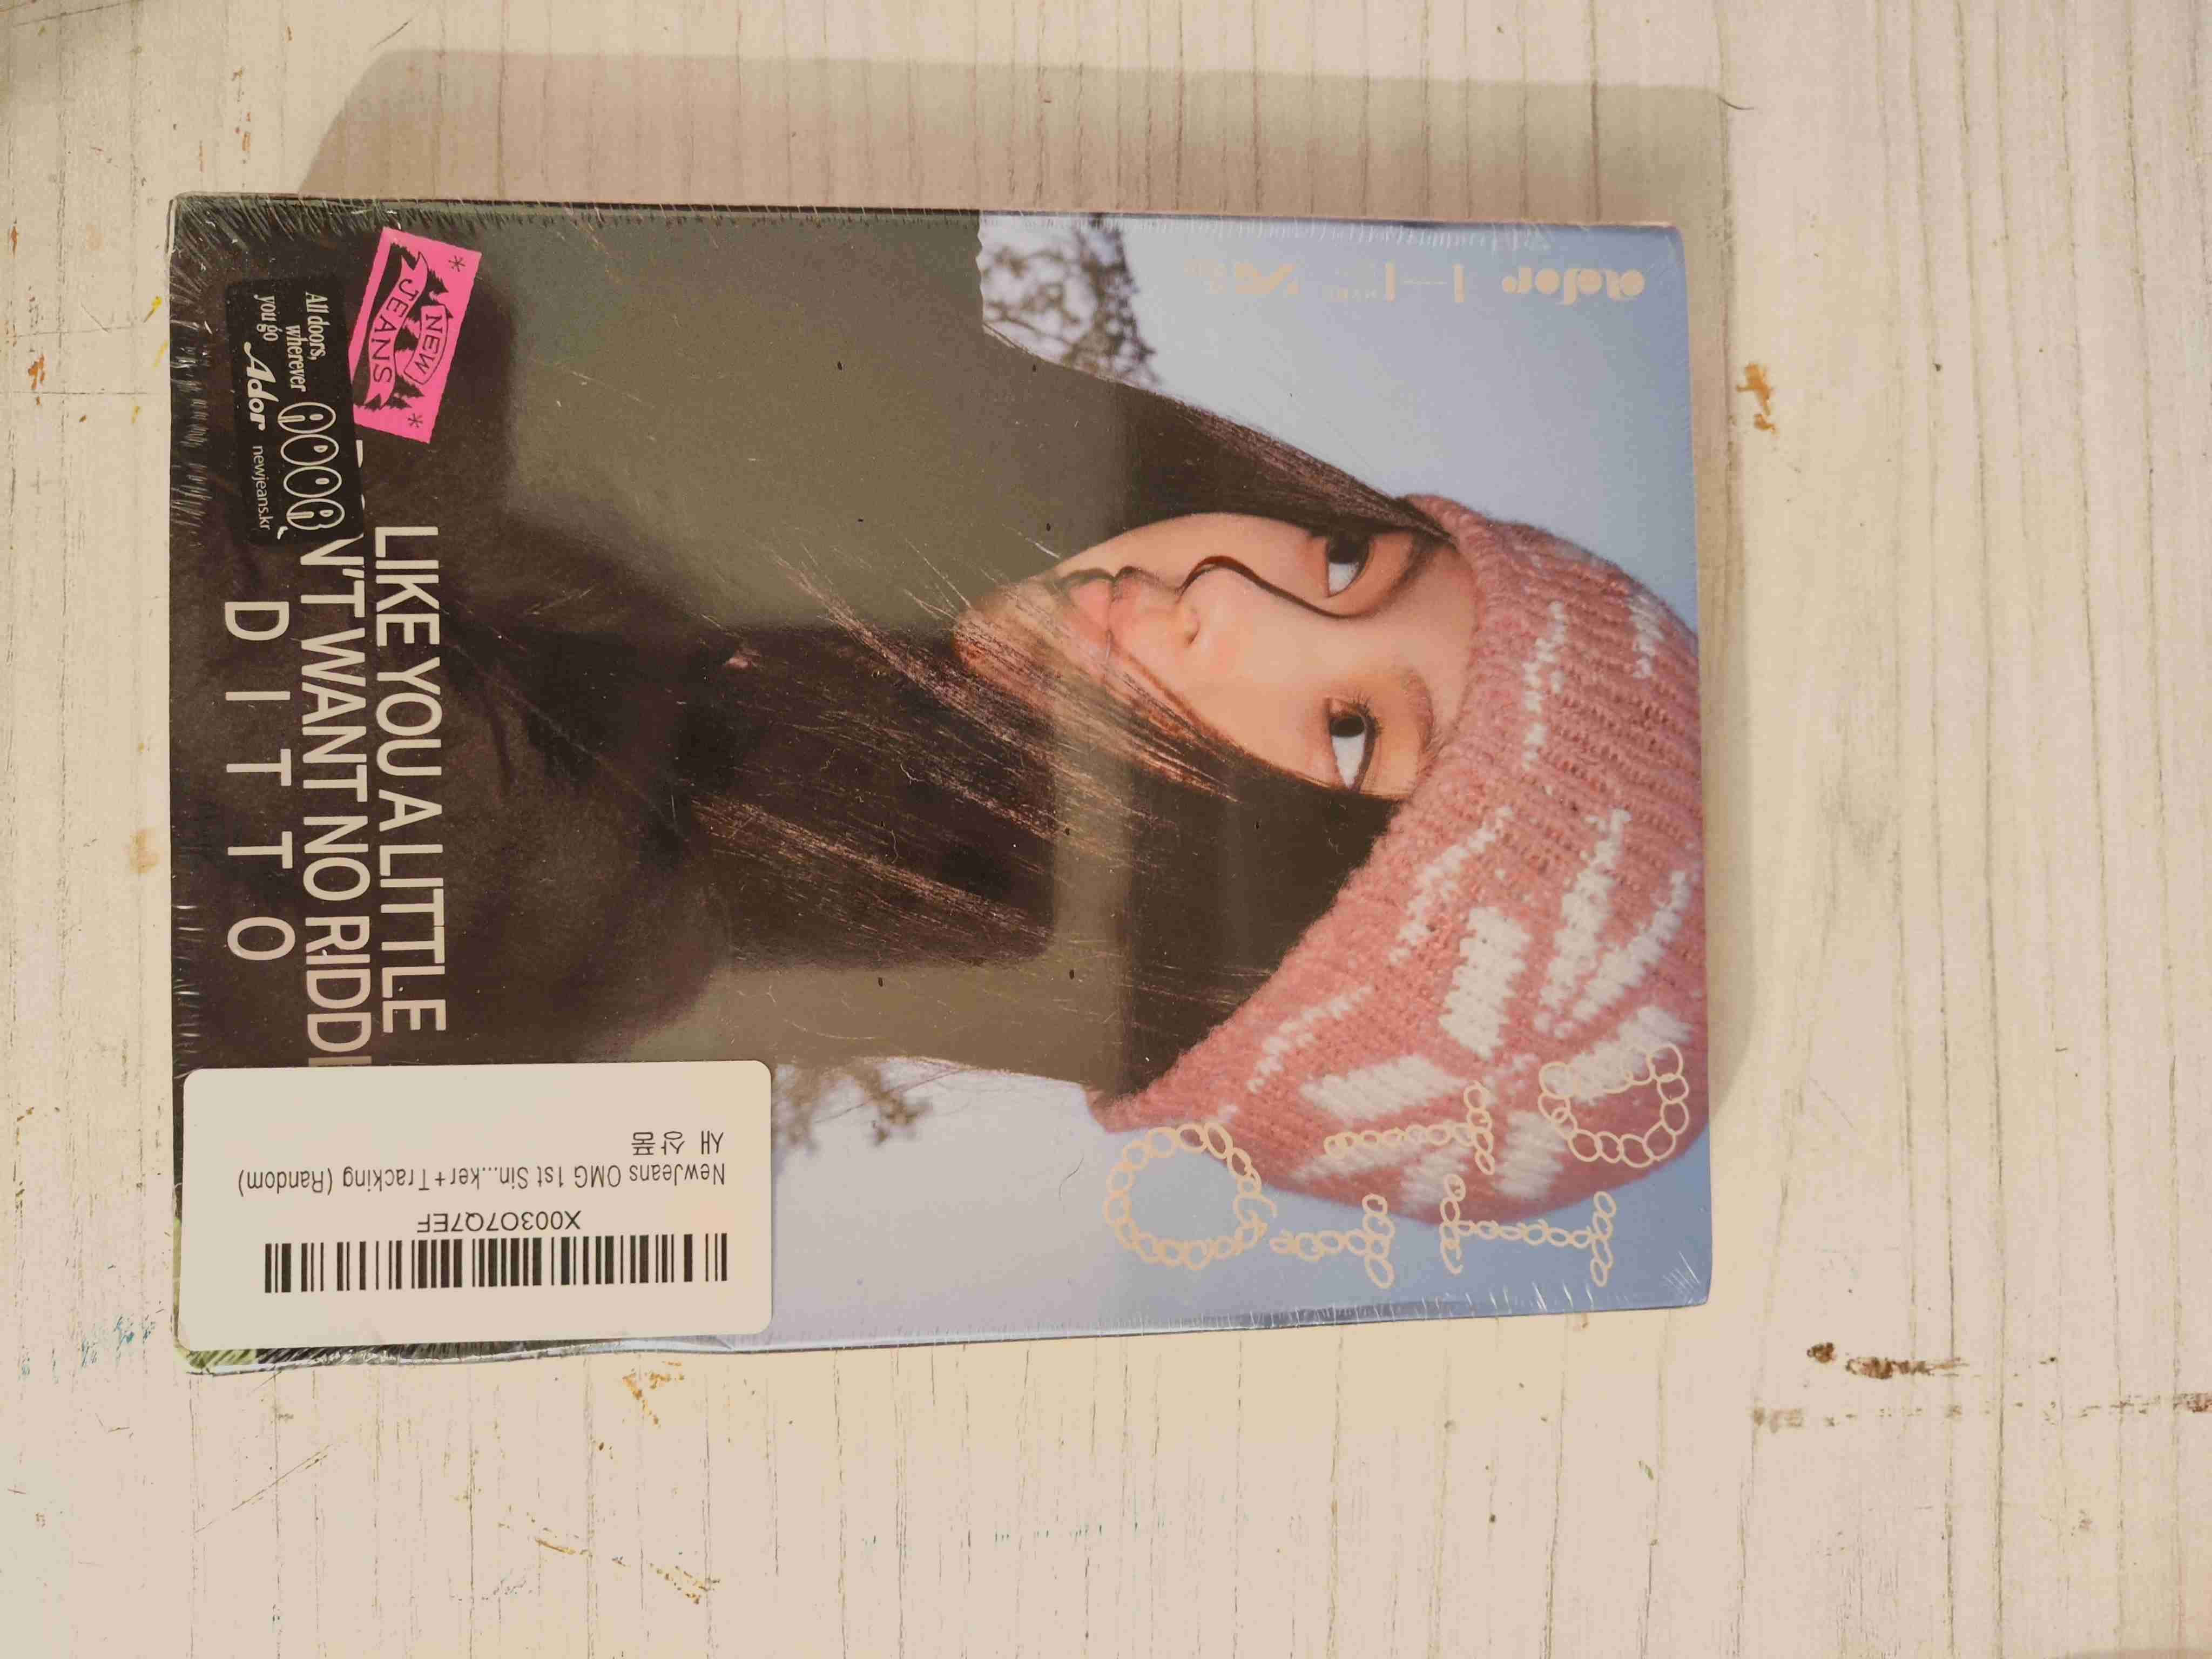 ador
NEW
JEANS
All doors,
wherever
you go
Ador
newjeans.kr
LIKE YOU A LITTLE
N'T WANT NO RIDD
DITTO
새 상품
NewJeans OMG 1st Sin...ker+Tracking (Random)
X003O7Q7EF